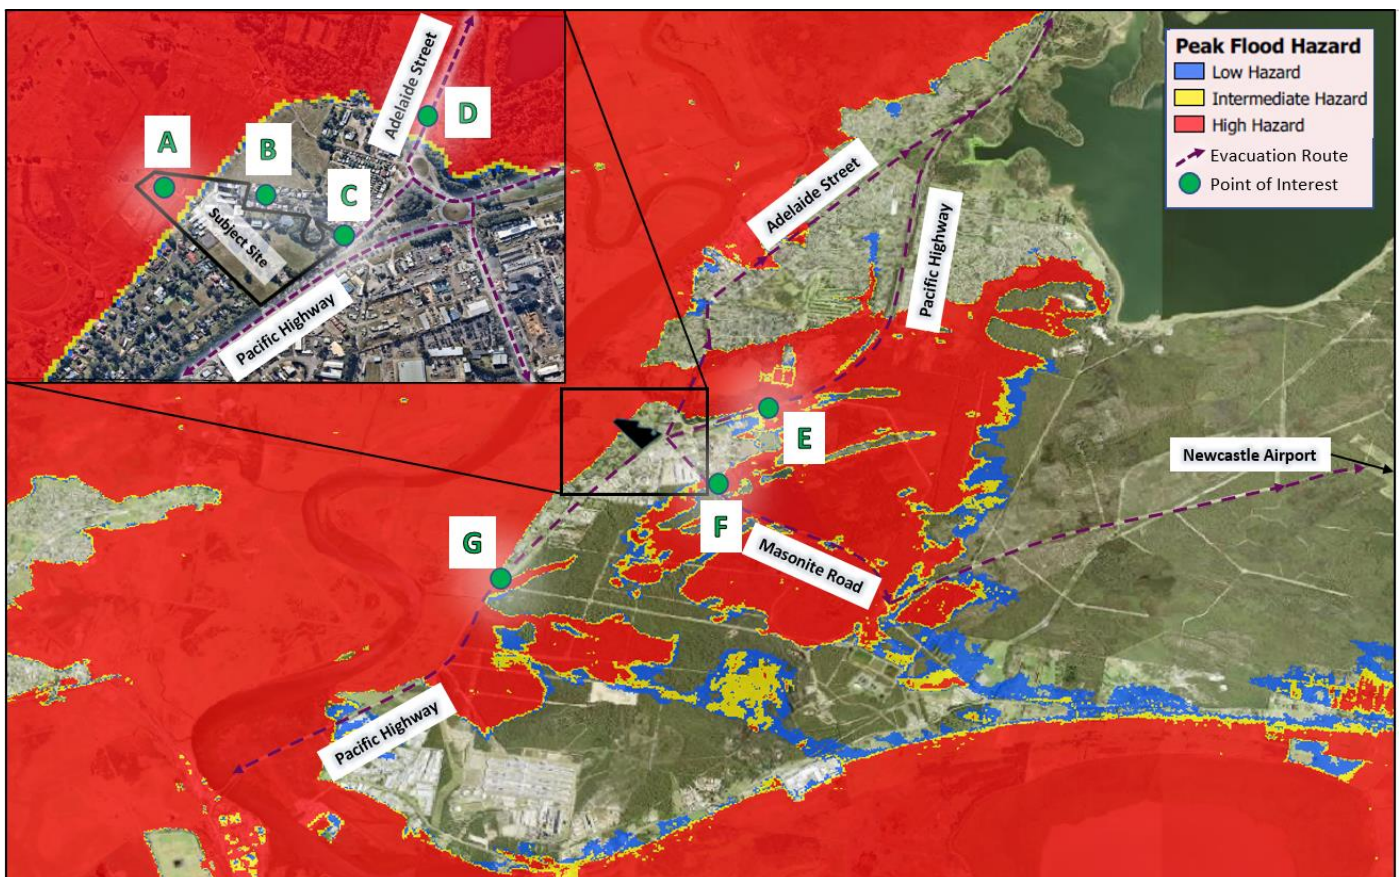 Adelaide Street
A
B
C
D
Subject Site
Pacific Highway
Peak Flood Hazard
Low Hazard
Intermediate Hazard
High Hazard
Evacuation Route
Point of Interest
Adelaide Street
Pacific Highway
E
Newcastle Airport
F
G
Masonite Road
Pacific Highway